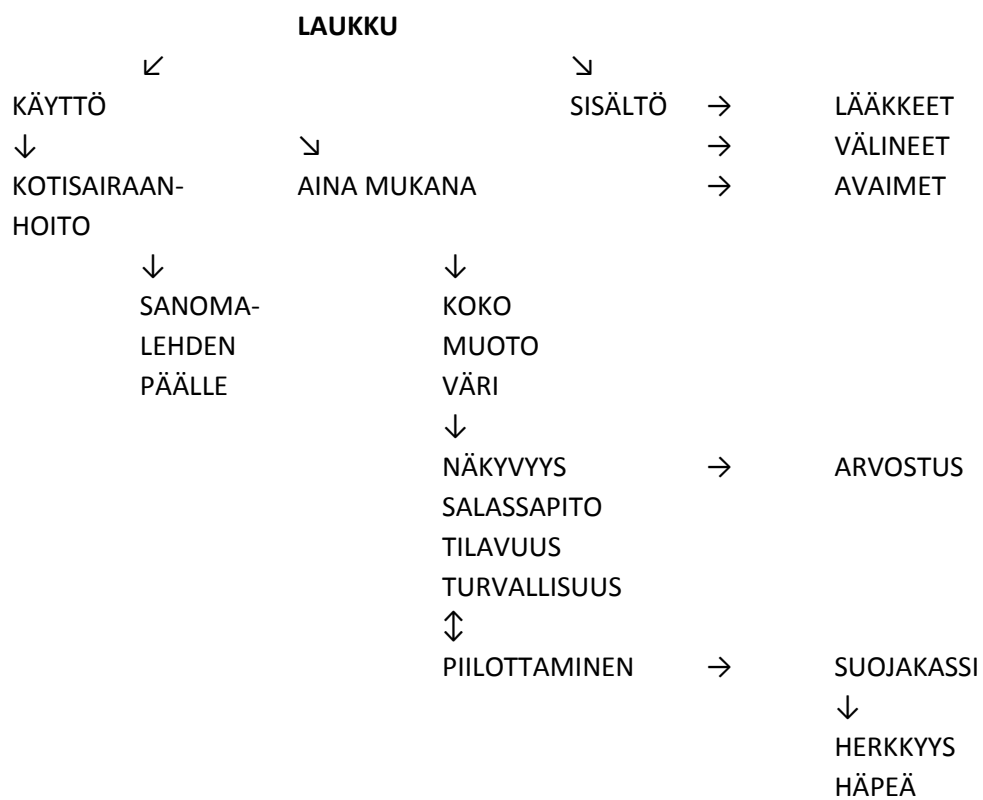 LAUKKU
↙ ↘
KÄYTTÖ SISÄLTÖ → LÄÄKKEET
↓ ↘ → VÄLINEET
KOTISAIRAAN- AINA MUKANA → AVAIMET
HOITO
↓ ↓
SANOMA- KOKO
LEHDEN MUOTO
PÄÄLLE VÄRI
↓
NÄKYVYYS → ARVOSTUS
SALASSAPITO
TILAVUUS
TURVALLISUUS
↕
PIILOTTAMINEN → SUOJAKASSI
↓
HERKKYYS
HÄPEÄ